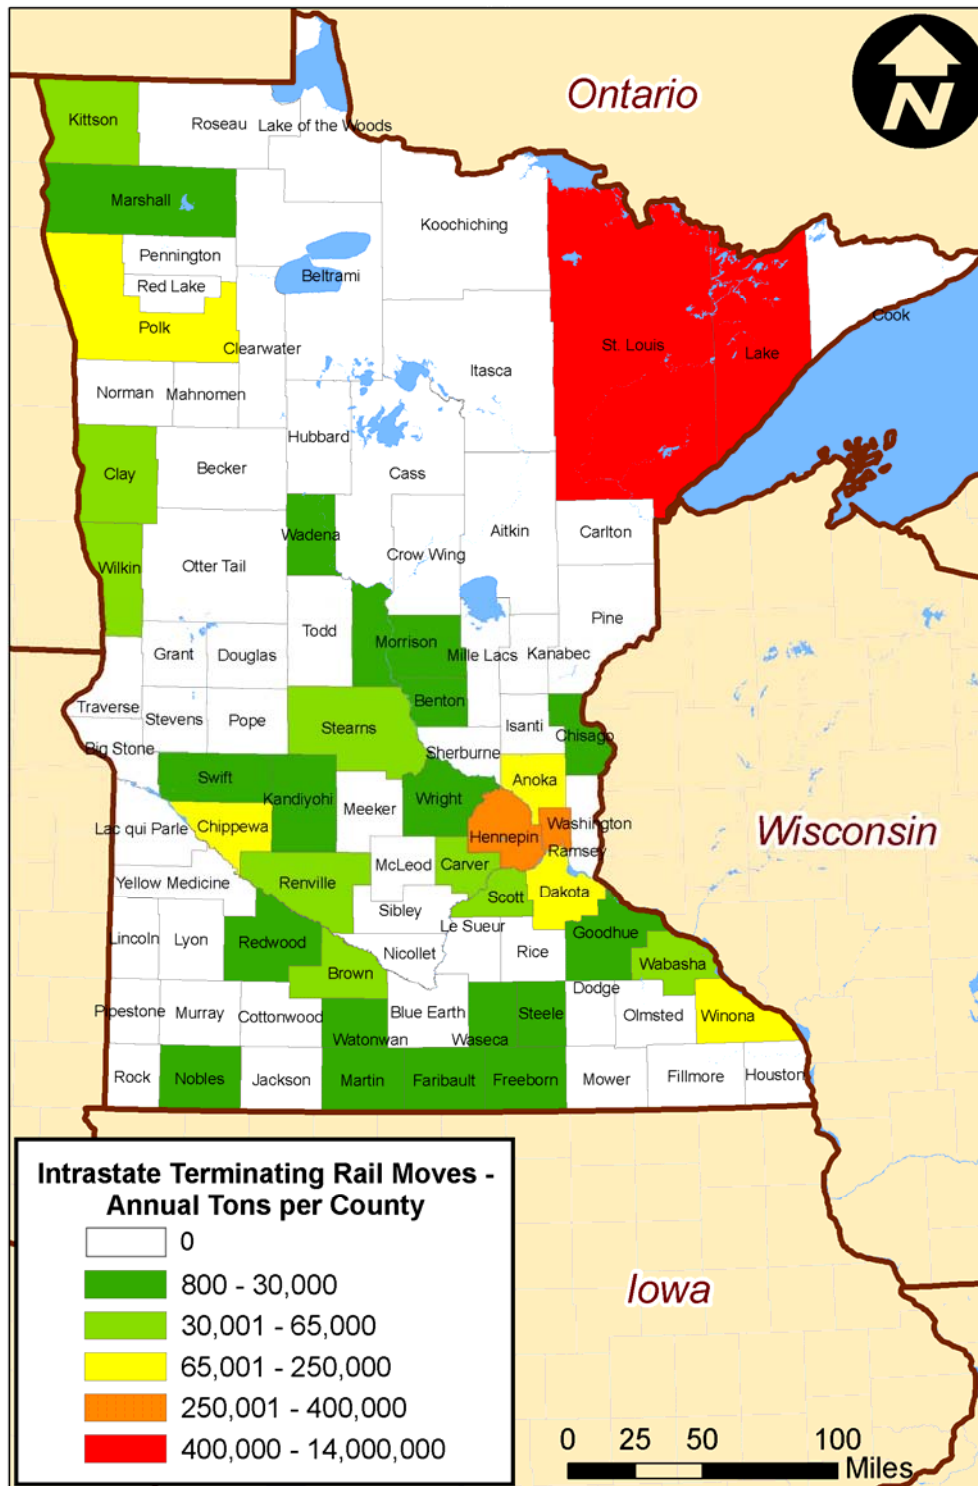 Ontario
N
Kittson
Roseau
Lake of the Woods
Marshall
Koochiching
Pennington
Beltrami
Red Lake
Polk
Cook
Clearwater
St. Louis
Lake
Itasca
Norman
Mahnomen
Hubbard
Becker
Clay
Cass
Wadena
Aitkin
Carlton
Crow Wing
Wilkin
Otter Tail
Pine
Todd
Morrison
Grant
Douglas
Mille Lacs
Kanabec
Benton
Traverse
Stevens
Pope
Stearns
Isanti
Chisago
Big Stone
Sherburne
Swift
Anoka
Kandiyohi
Wright
Meeker
Lac qui Parle
Chippewa
Washington
Wisconsin
Hennepin
Ramsey
McLeod
Carver
Yellow Medicine
Renville
Dakota
Scott
Sibley
Le Sueur
Goodhue
Lincoln
Lyon
Redwood
Nicollet
Rice
Wabasha
Brown
Dodge
Pipestone
Murray
Cottonwood
Blue Earth
Steele
Olmsted
Winona
Watonwan
Waseca
Rock
Nobles
Jackson
Martin
Faribault
Freeborn
Mower
Fillmore
Houston
Intrastate Terminating Rail Moves -
Annual Tons per County
0
800 - 30,000
30,001 - 65,000
65,001 - 250,000
250,001 - 400,000
400,000 - 14,000,000
Iowa
0 25 50 100
Miles